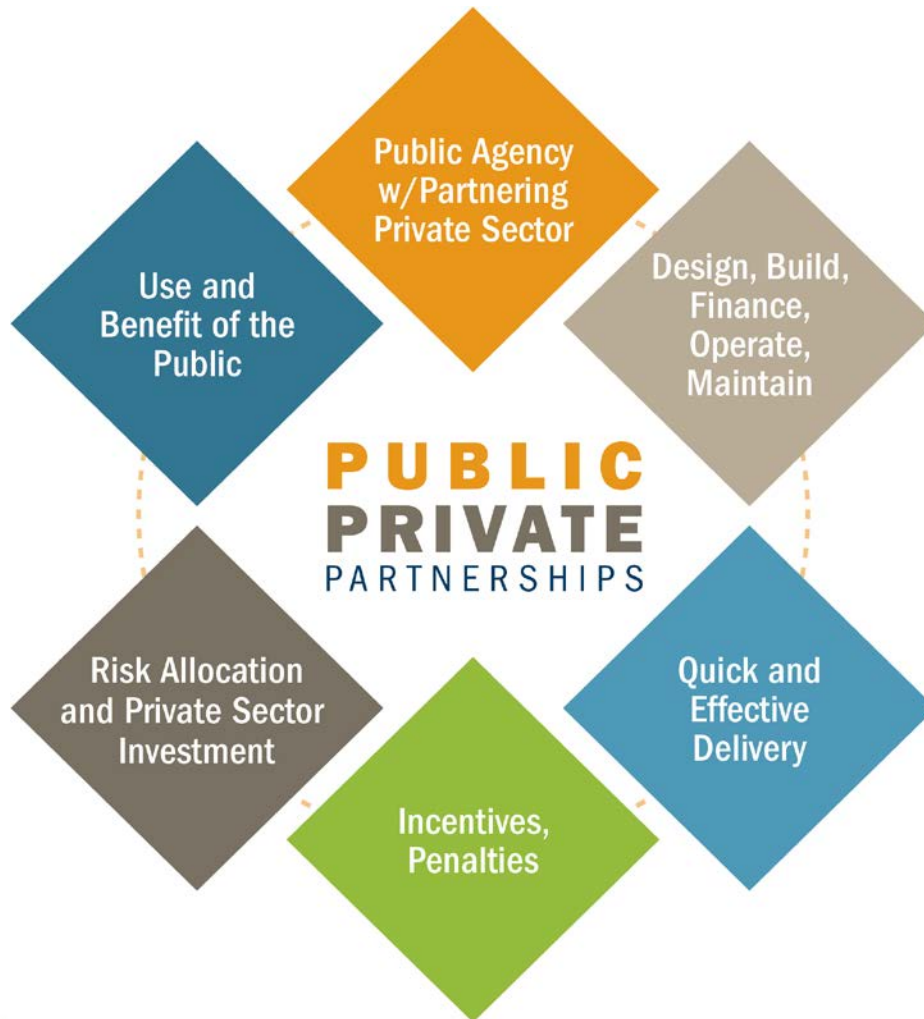 Public Agency
w/Partnering
Private Sector
Design, Build,
Finance,
Operate,
Maintain
Use and
Benefit of the
Public
PUBLIC
PRIVATE
PARTNERSHIPS
Risk Allocation
and Private Sector
Investment
Quick and
Effective
Delivery
Incentives,
Penalties